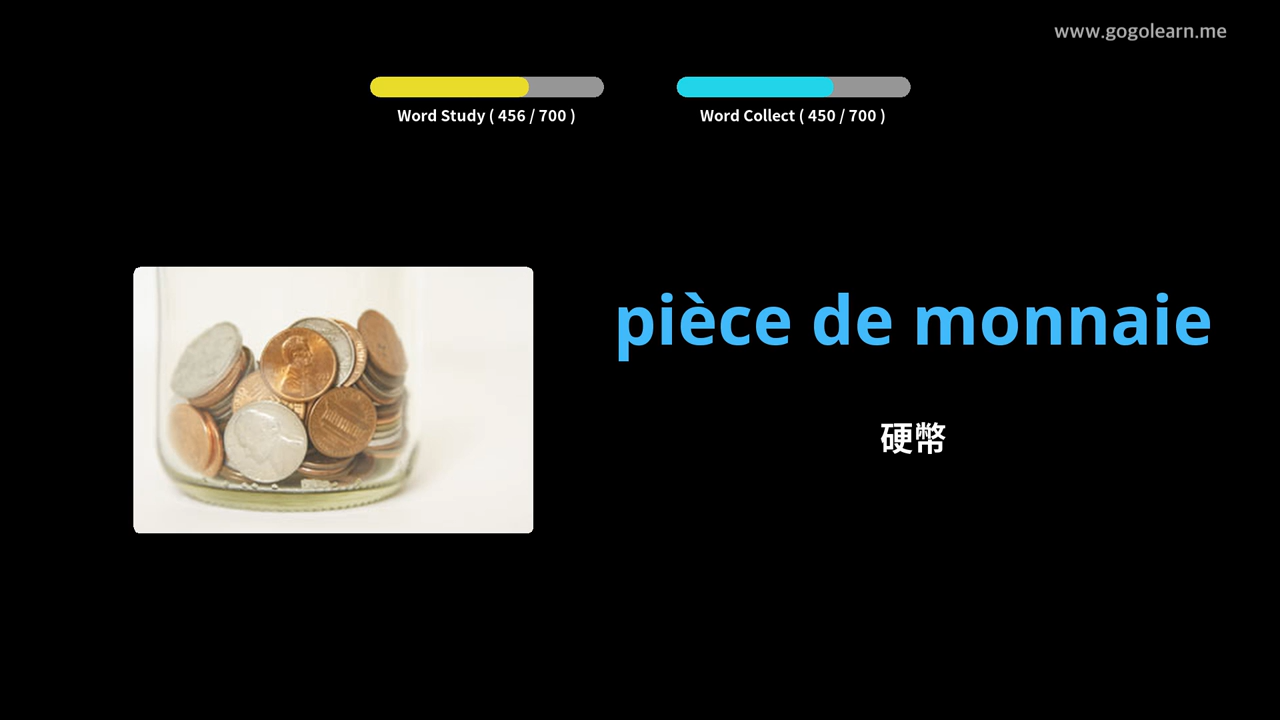 www.gogolearn.me
Word Study ( 456 / 700 )
Word Collect ( 450 / 700 )
pièce de monnaie
硬幣